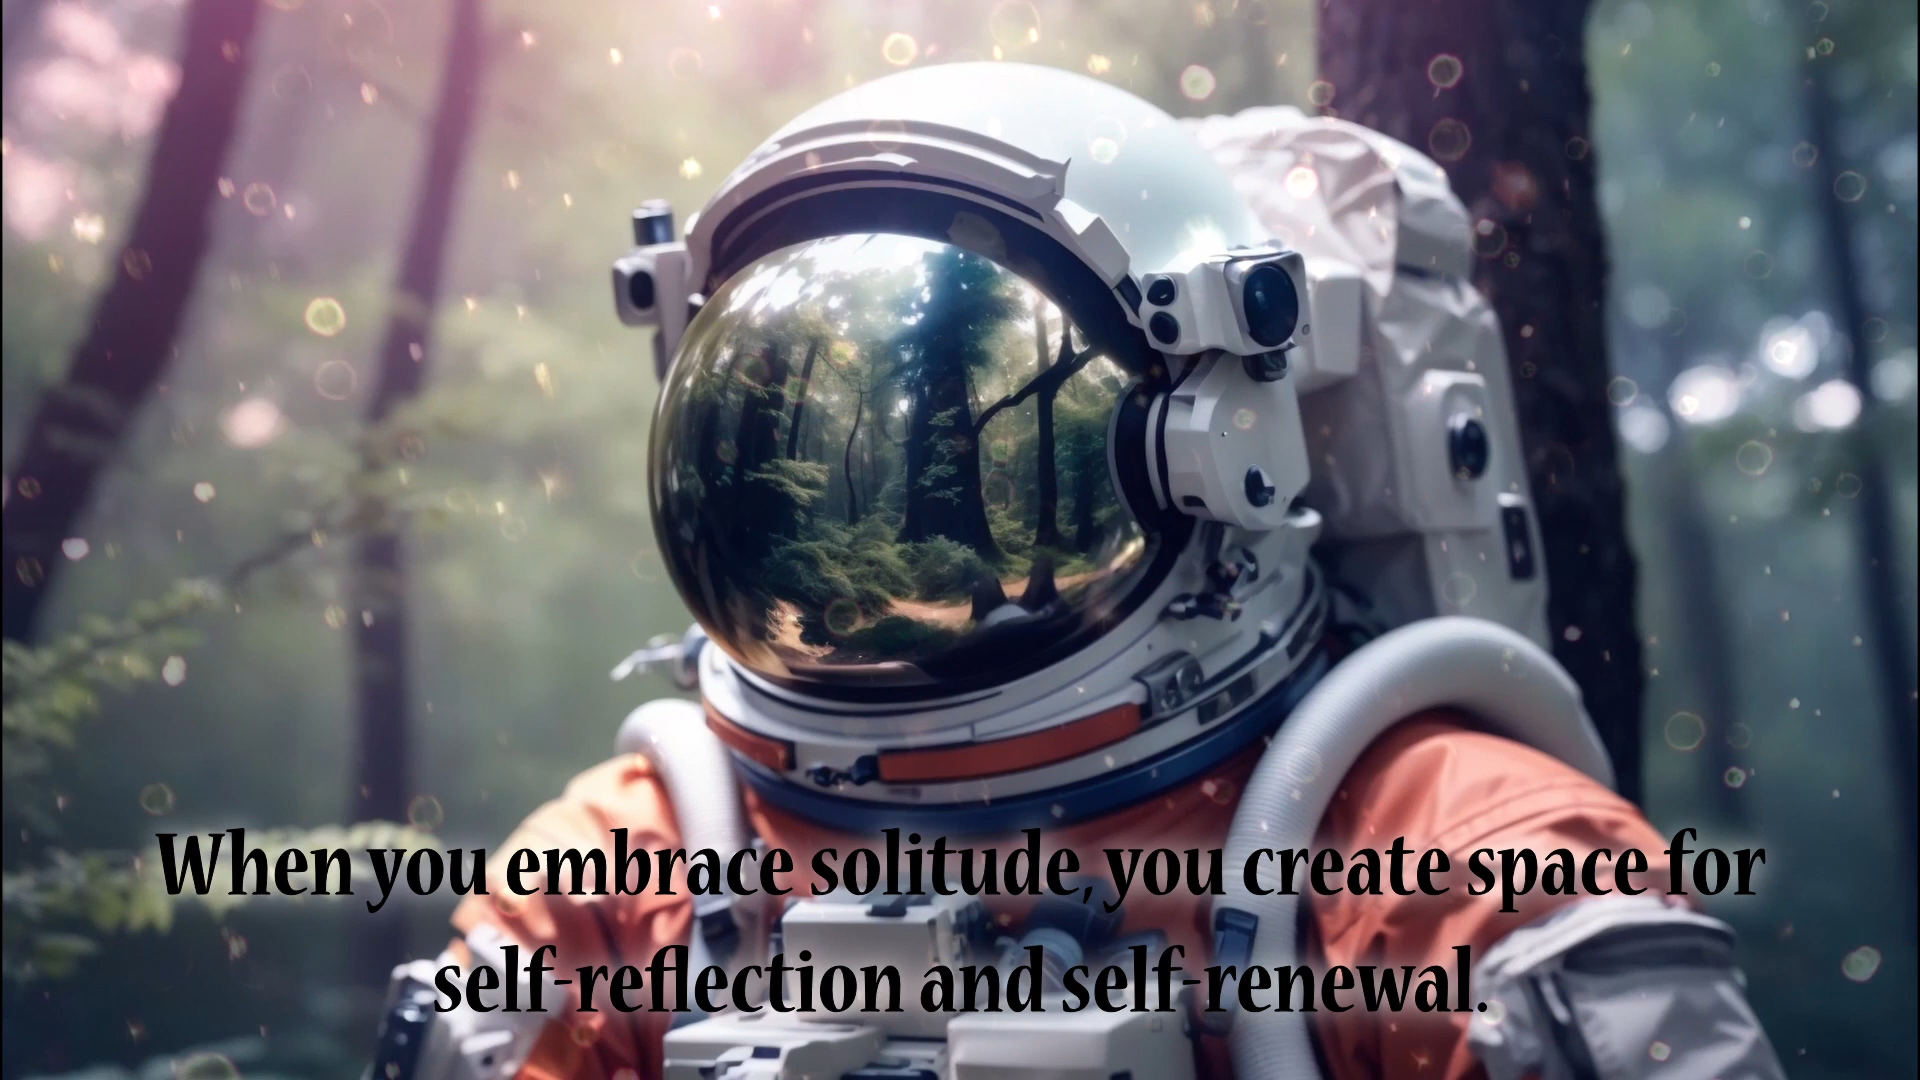 When you embrace solitude, you create space for
self-reflection and self-renewal.